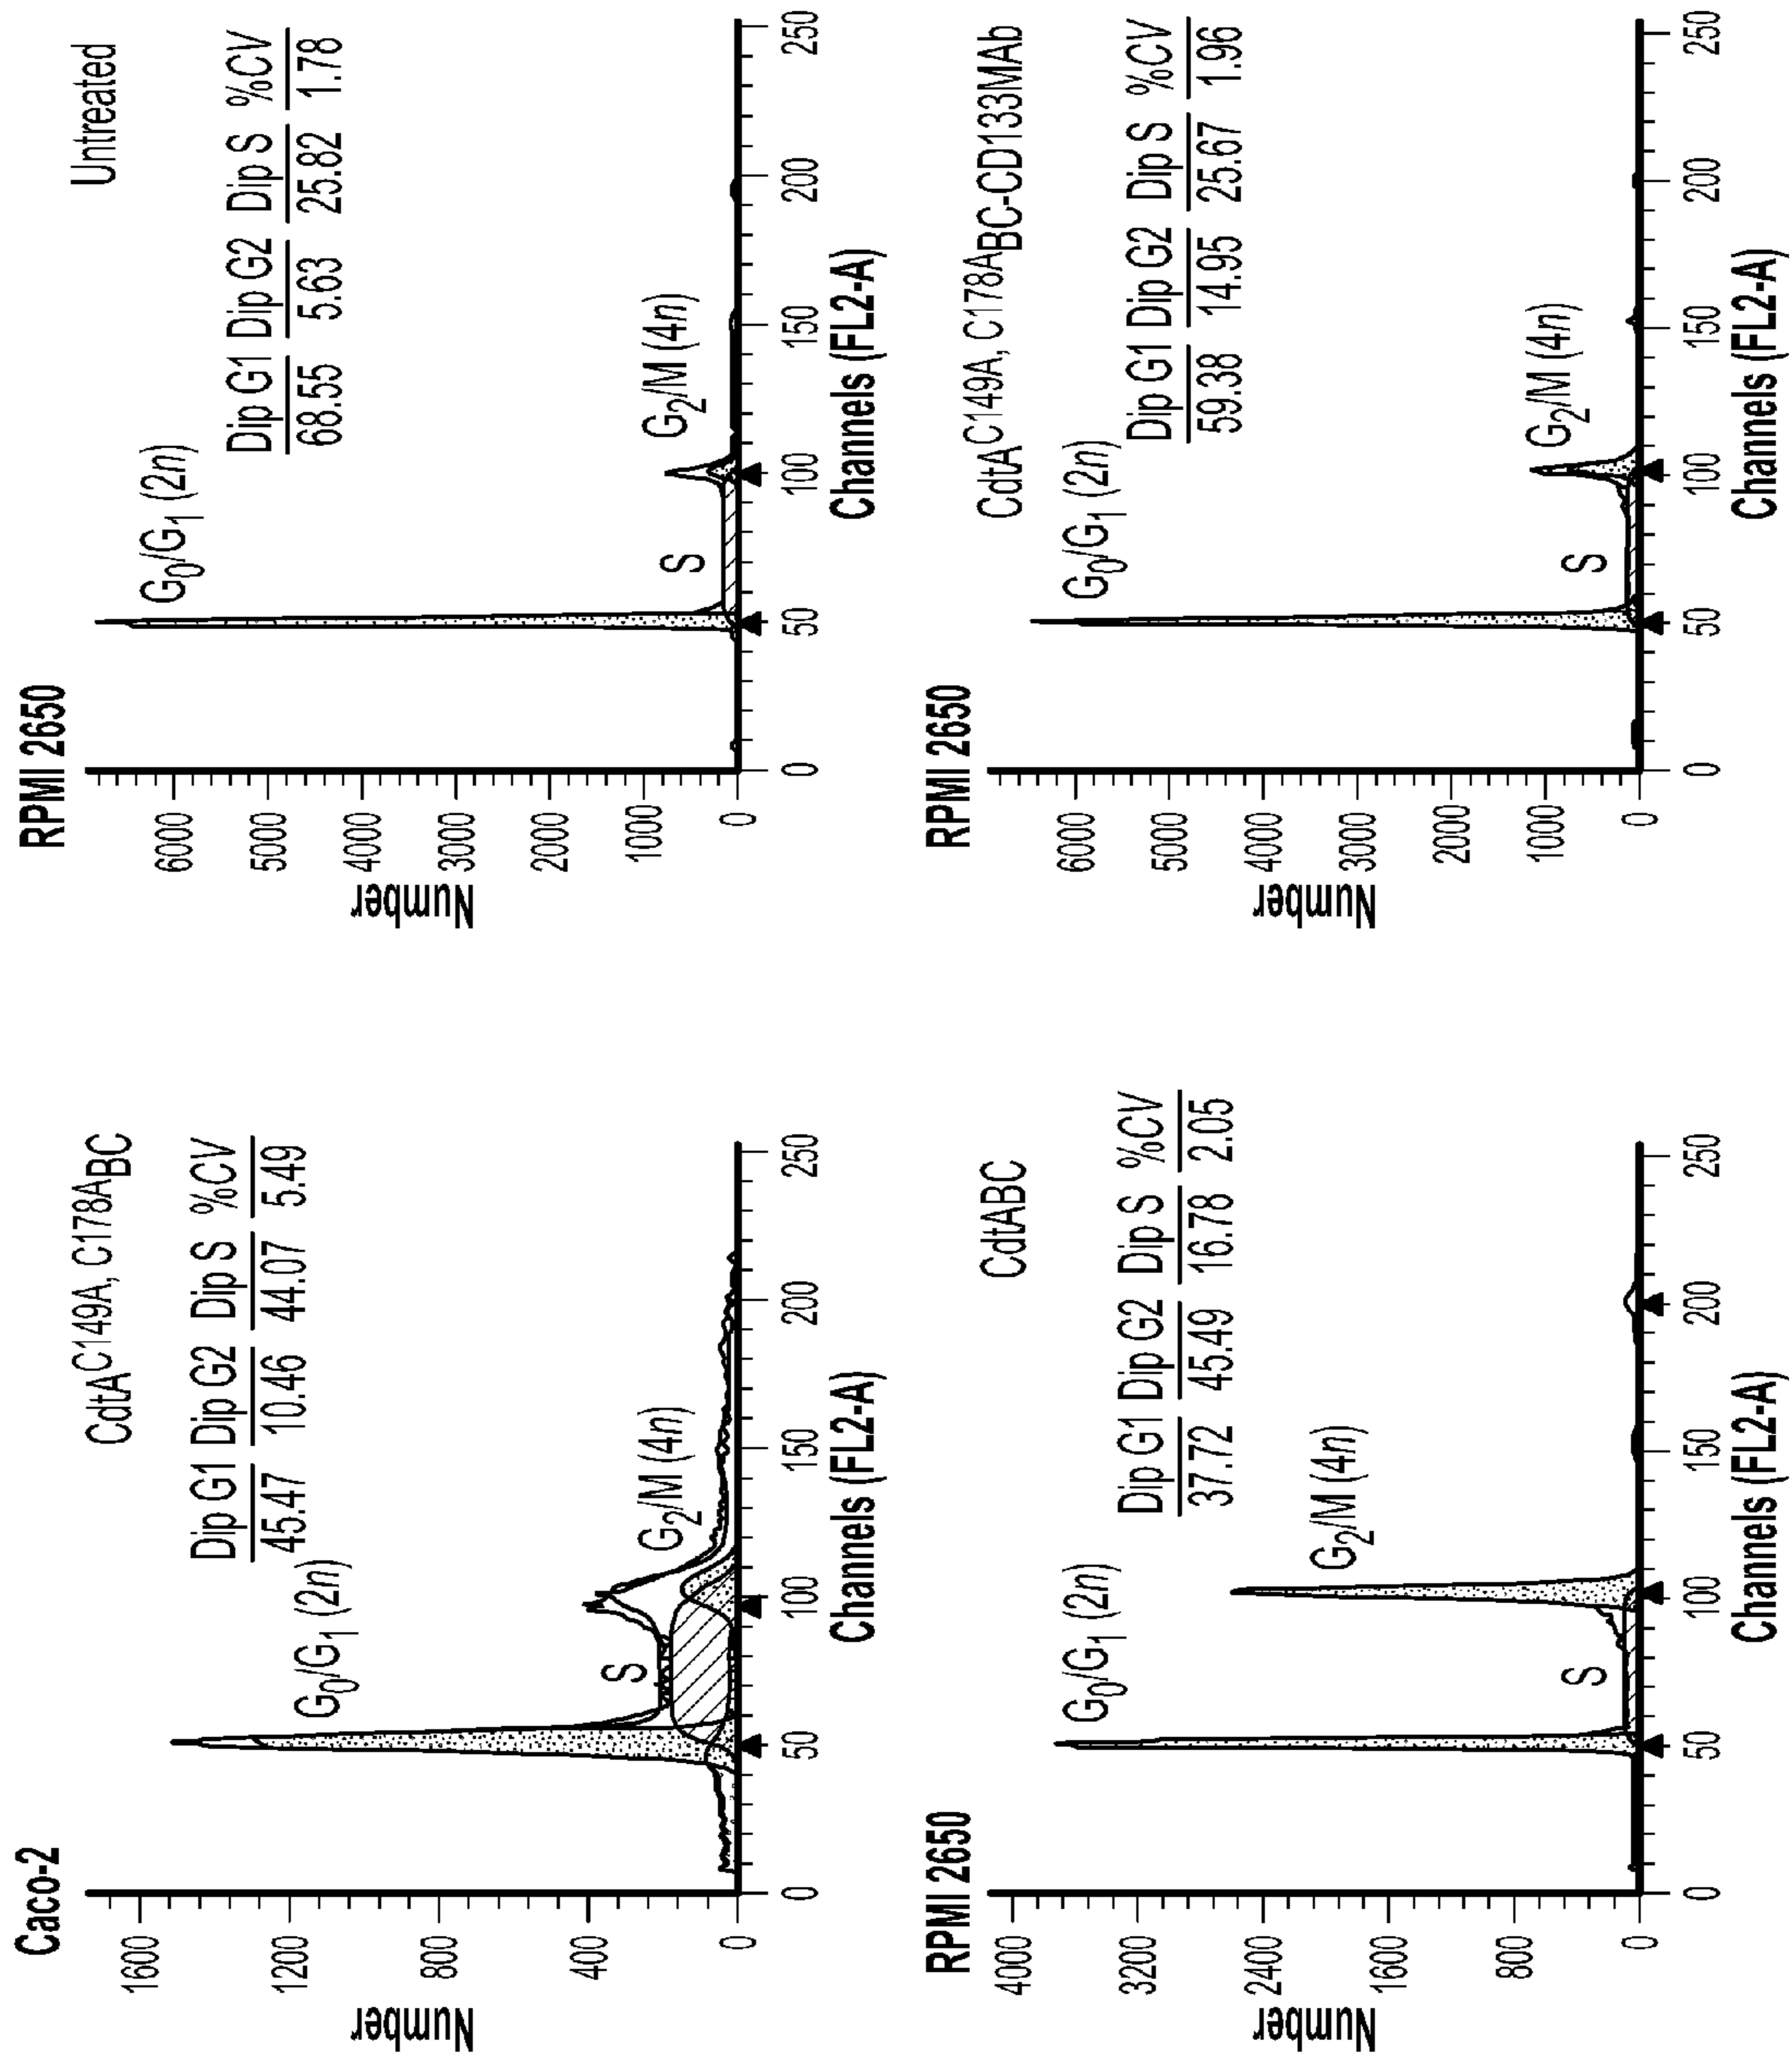 Caco-2
CdtA^C149A, C178A BC
Dip G1 Dip G2 Dip S %CV
45.47 10.46 44.07 5.49
G0/G1 (2n)
S
G2/M (4n)
Number
1600
1200
800
400
0
0 50 100 150 200 250
Channels (FL2-A)
RPMI 2650
Untreated
Dip G1 Dip G2 Dip S %CV
68.55 5.63 25.82 1.78
G0/G1 (2n)
S
G2/M (4n)
Number
6000
5000
4000
3000
2000
1000
0
0 50 100 150 200 250
Channels (FL2-A)
RPMI 2650
CdtABC
Dip G1 Dip G2 Dip S %CV
37.72 45.49 16.78 2.05
G0/G1 (2n)
S
G2/M (4n)
Number
4000
3200
2400
1600
800
0
0 50 100 150 200 250
Channels (FL2-A)
RPMI 2650
CdtA^C149A, C178A BC-CD133MAb
Dip G1 Dip G2 Dip S %CV
59.38 14.95 25.67 1.96
G0/G1 (2n)
S
G2/M (4n)
Number
6000
5000
4000
3000
2000
1000
0
0 50 100 150 200 250
Channels (FL2-A)